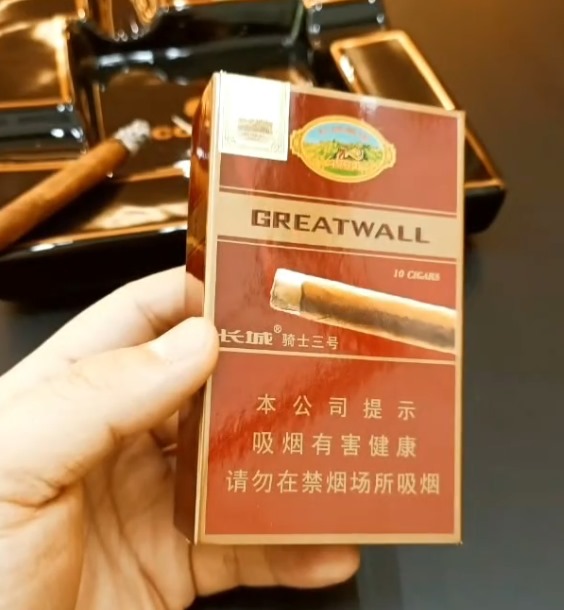 GREATWALL
10 CIGARS
长城® 骑士三号
本公司提示
吸烟有害健康
请勿在禁烟场所吸烟